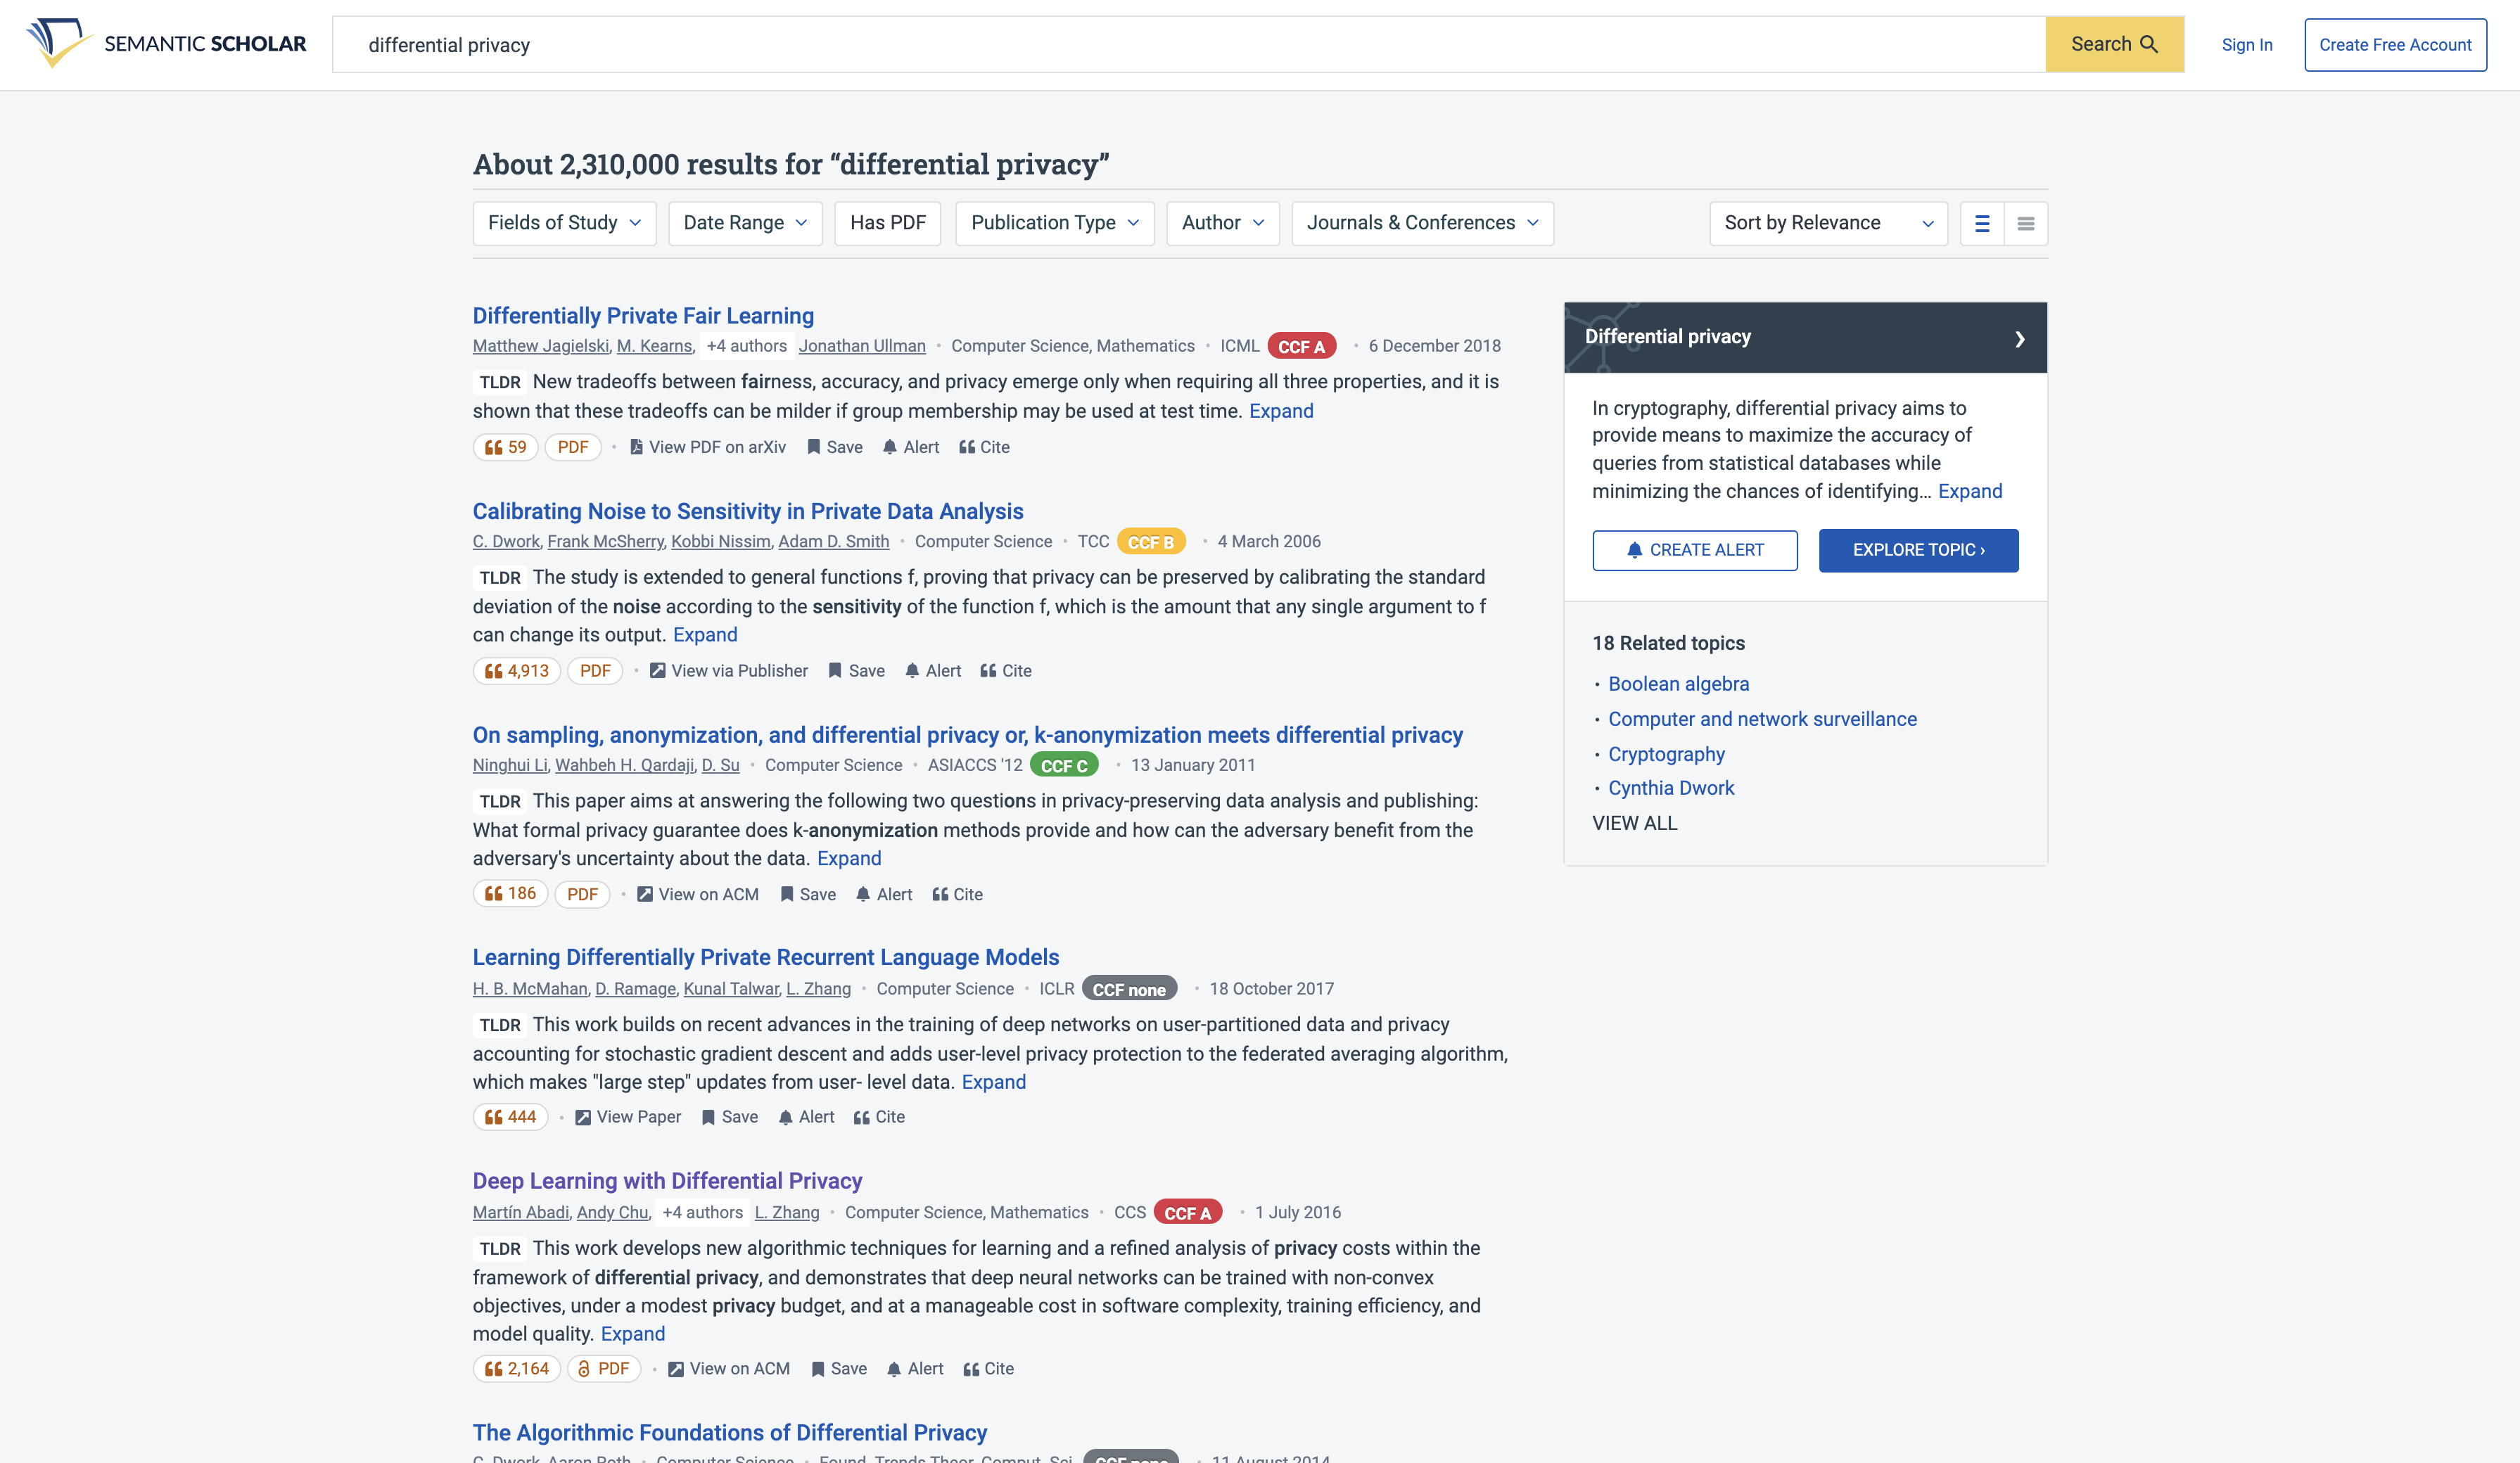 SEMANTIC SCHOLAR
differential privacy
Search
Sign In
Create Free Account
About 2,310,000 results for “differential privacy”
Fields of Study
Date Range
Has PDF
Publication Type
Author
Journals & Conferences
Sort by Relevance
Differentially Private Fair Learning
Matthew Jagielski, M. Kearns, +4 authors Jonathan Ullman • Computer Science, Mathematics • ICML CCF A • 6 December 2018
TLDR New tradeoffs between fairness, accuracy, and privacy emerge only when requiring all three properties, and it is
shown that these tradeoffs can be milder if group membership may be used at test time. Expand
59 PDF • View PDF on arXiv Save Alert Cite
Calibrating Noise to Sensitivity in Private Data Analysis
C. Dwork, Frank McSherry, Kobbi Nissim, Adam D. Smith • Computer Science • TCC CCF B • 4 March 2006
TLDR The study is extended to general functions f, proving that privacy can be preserved by calibrating the standard
deviation of the noise according to the sensitivity of the function f, which is the amount that any single argument to f
can change its output. Expand
4,913 PDF • View via Publisher Save Alert Cite
On sampling, anonymization, and differential privacy or, k-anonymization meets differential privacy
Ninghui Li, Wahbeh H. Qardaji, D. Su • Computer Science • ASIACCS '12 CCF C • 13 January 2011
TLDR This paper aims at answering the following two questions in privacy-preserving data analysis and publishing:
What formal privacy guarantee does k-anonymization methods provide and how can the adversary benefit from the
adversary's uncertainty about the data. Expand
186 PDF • View on ACM Save Alert Cite
Learning Differentially Private Recurrent Language Models
H. B. McMahan, D. Ramage, Kunal Talwar, L. Zhang • Computer Science • ICLR CCF none • 18 October 2017
TLDR This work builds on recent advances in the training of deep networks on user-partitioned data and privacy
accounting for stochastic gradient descent and adds user-level privacy protection to the federated averaging algorithm,
which makes "large step" updates from user- level data. Expand
444 • View Paper Save Alert Cite
Deep Learning with Differential Privacy
Martín Abadi, Andy Chu, +4 authors L. Zhang • Computer Science, Mathematics • CCS CCF A • 1 July 2016
TLDR This work develops new algorithmic techniques for learning and a refined analysis of privacy costs within the
framework of differential privacy, and demonstrates that deep neural networks can be trained with non-convex
objectives, under a modest privacy budget, and at a manageable cost in software complexity, training efficiency, and
model quality. Expand
2,164 PDF • View on ACM Save Alert Cite
The Algorithmic Foundations of Differential Privacy
C. Dwork, Aaron Roth • Computer Science • Found. Trends Theor. Comput. Sci. CCF none • 11 August 2014
Differential privacy
In cryptography, differential privacy aims to
provide means to maximize the accuracy of
queries from statistical databases while
minimizing the chances of identifying… Expand
CREATE ALERT
EXPLORE TOPIC ›
18 Related topics
• Boolean algebra
• Computer and network surveillance
• Cryptography
• Cynthia Dwork
VIEW ALL